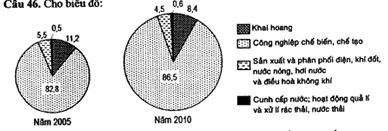 Câu 46. Cho biểu đồ:
0,5
5,5
11,2
82,8
Năm 2005
0,6
4,5
8,4
86,5
Năm 2010
Khai hoang
Công nghiệp chế biến, chế tạo
Sản xuất và phân phối điện, khí đốt,
nước nóng, hơi nước
và điều hoà không khí
Cunh cấp nước; hoạt động quả lí
và xử lí rác thải, nước thải